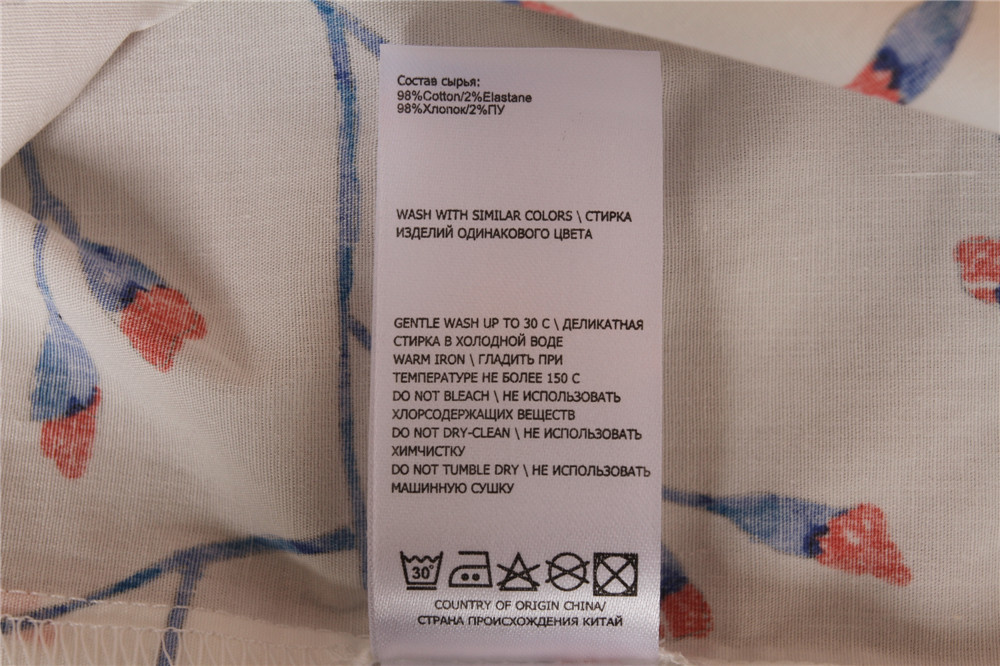 Состав сырья:
98%Cotton/2%Elastane
98%Хлопок/2%ПУ
WASH WITH SIMILAR COLORS \ СТИРКА
ИЗДЕЛИЙ ОДИНАКОВОГО ЦВЕТА
GENTLE WASH UP TO 30 C \ ДЕЛИКАТНАЯ
СТИРКА В ХОЛОДНОЙ ВОДЕ
WARM IRON \ ГЛАДИТЬ ПРИ
ТЕМПЕРАТУРЕ НЕ БОЛЕЕ 150 С
DO NOT BLEACH \ НЕ ИСПОЛЬЗОВАТЬ
ХЛОРСОДЕРЖАЩИХ ВЕЩЕСТВ
DO NOT DRY-CLEAN \ НЕ ИСПОЛЬЗОВАТЬ
ХИМЧИСТКУ
DO NOT TUMBLE DRY \ НЕ ИСПОЛЬЗОВАТЬ
МАШИННУЮ СУШКУ
30°
COUNTRY OF ORIGIN CHINA/
СТРАНА ПРОИСХОЖДЕНИЯ КИТАЙ